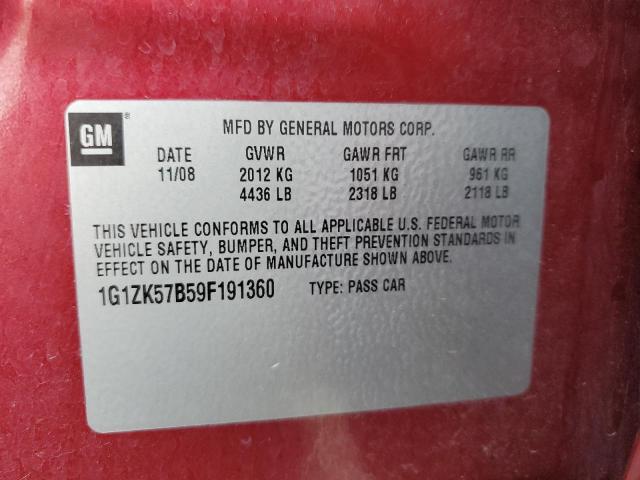 GM ®
MFD BY GENERAL MOTORS CORP.
DATE GVWR GAWR FRT GAWR RR
11/08 2012 KG 1051 KG 961 KG
4436 LB 2318 LB 2118 LB
THIS VEHICLE CONFORMS TO ALL APPLICABLE U.S. FEDERAL MOTOR
VEHICLE SAFETY, BUMPER, AND THEFT PREVENTION STANDARDS IN
EFFECT ON THE DATE OF MANUFACTURE SHOWN ABOVE.
1G1ZK57B59F191360 TYPE: PASS CAR